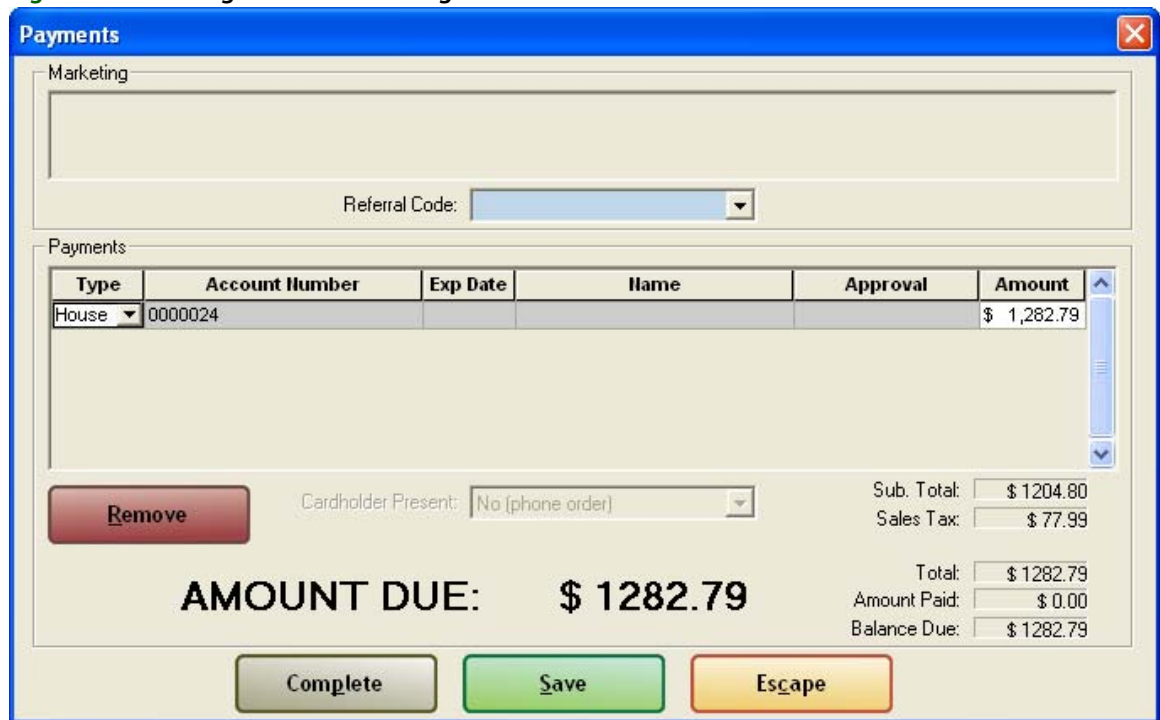 Payments
Marketing
Referral Code:
Payments
Type Account Number Exp Date Name Approval Amount
House 0000024 $ 1,282.79
Remove
Cardholder Present: No (phone order)
Sub. Total: $ 1204.80
Sales Tax: $ 77.99
AMOUNT DUE: $ 1282.79
Total: $ 1282.79
Amount Paid: $ 0.00
Balance Due: $ 1282.79
Complete Save Escape